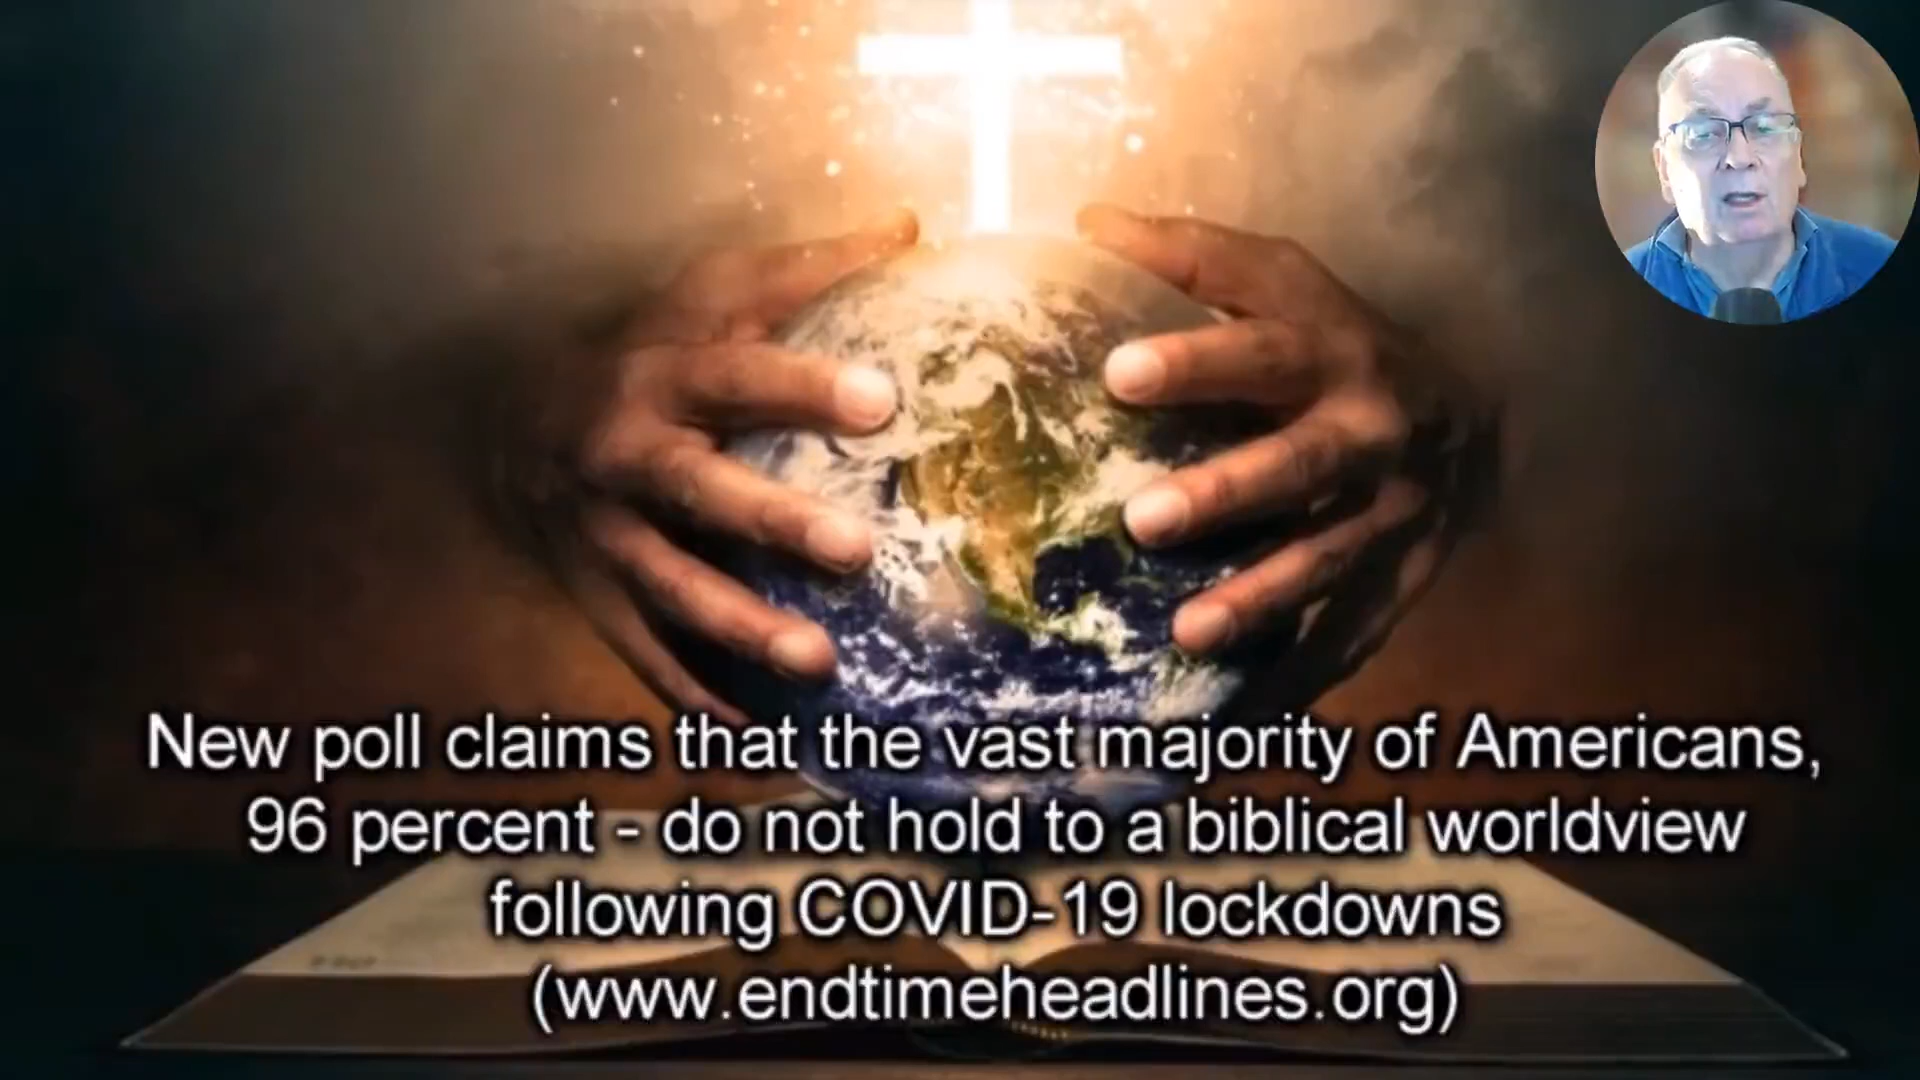 New poll claims that the vast majority of Americans,
96 percent - do not hold to a biblical worldview
following COVID-19 lockdowns
(www.endtimeheadlines.org)